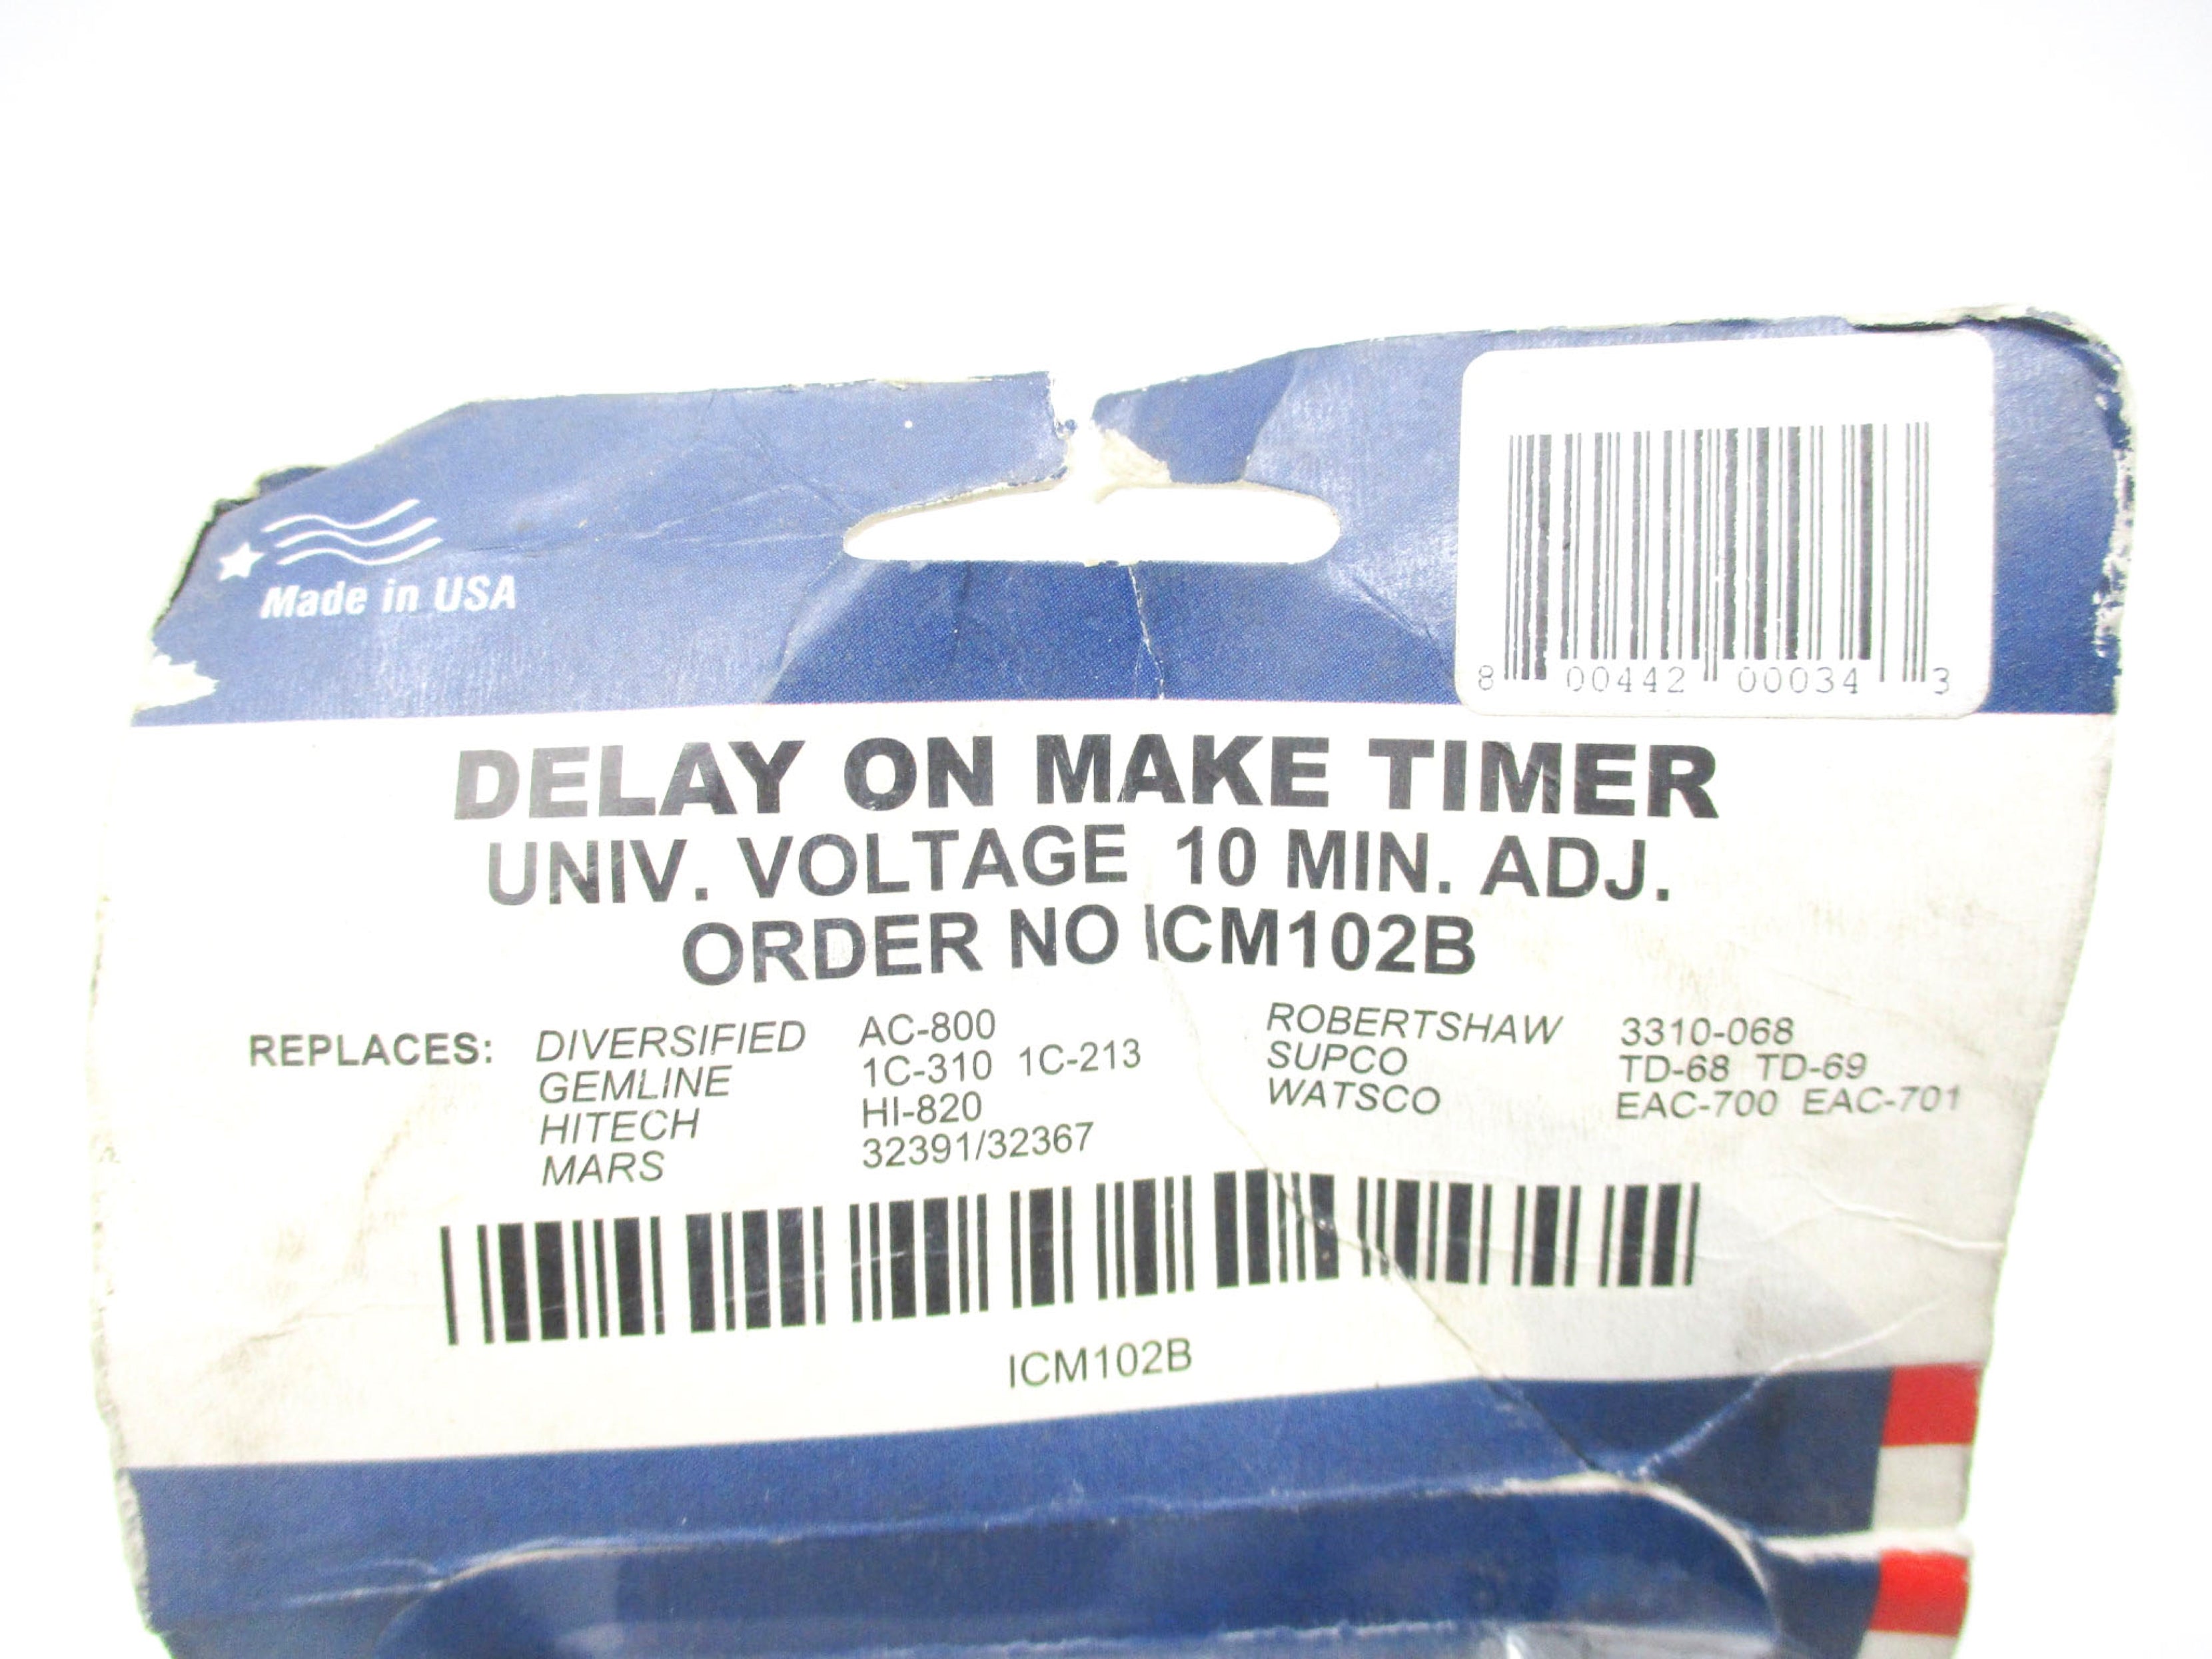 Made in USA
8 00442 00034 3
DELAY ON MAKE TIMER
UNIV. VOLTAGE 10 MIN. ADJ.
ORDER NO ICM102B
REPLACES: DIVERSIFIED AC-800 ROBERTSHAW 3310-068
GEMLINE 1C-310 1C-213 SUPCO TD-68 TD-69
HITECH HI-820 WATSCO EAC-700 EAC-701
MARS 32391/32367
ICM102B